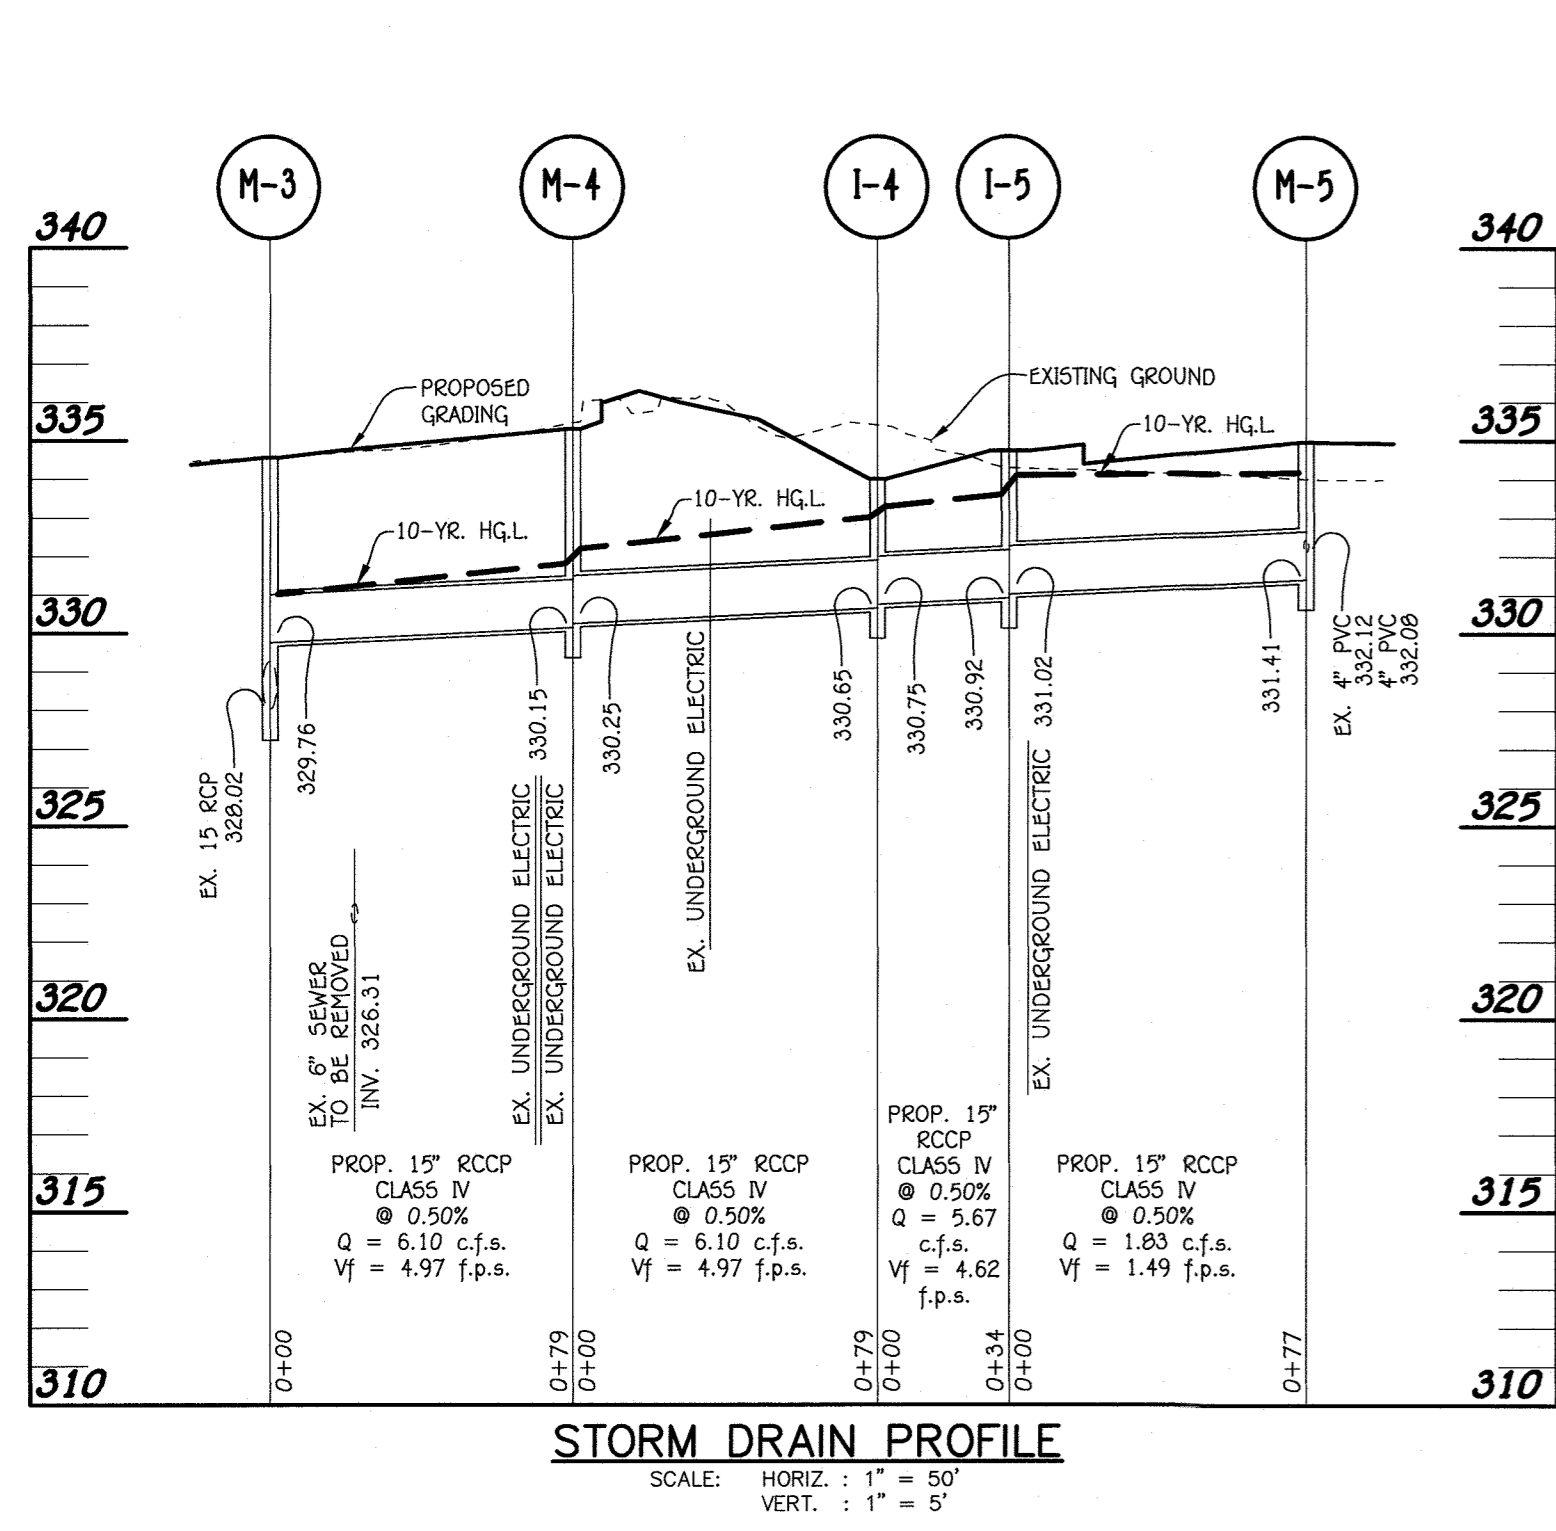 M-3
M-4
I-4
I-5
M-5
340
340
335
335
330
330
325
325
320
320
315
315
310
310
PROPOSED
GRADING
EXISTING GROUND
10-YR. HG.L.
10-YR. HG.L.
10-YR. HG.L.
EX. 15 RCP
328.02
329.76
330.15
330.25
330.65
330.75
330.92
331.02
331.41
EX. 4" PVC
332.12
4" PVC
332.08
EX. 6" SEWER
TO BE REMOVED
INV. 326.31
EX. UNDERGROUND ELECTRIC
EX. UNDERGROUND ELECTRIC
EX. UNDERGROUND ELECTRIC
EX. UNDERGROUND ELECTRIC
PROP. 15" RCCP
CLASS IV
@ 0.50%
Q = 6.10 c.f.s.
Vf = 4.97 f.p.s.
PROP. 15" RCCP
CLASS IV
@ 0.50%
Q = 6.10 c.f.s.
Vf = 4.97 f.p.s.
PROP. 15"
RCCP
CLASS IV
@ 0.50%
Q = 5.67
c.f.s.
Vf = 4.62
f.p.s.
PROP. 15" RCCP
CLASS IV
@ 0.50%
Q = 1.83 c.f.s.
Vf = 1.49 f.p.s.
0+00
0+79
0+00
0+79
0+00
0+34
0+00
0+77
STORM DRAIN PROFILE
SCALE: HORIZ. : 1" = 50'
VERT. : 1" = 5'